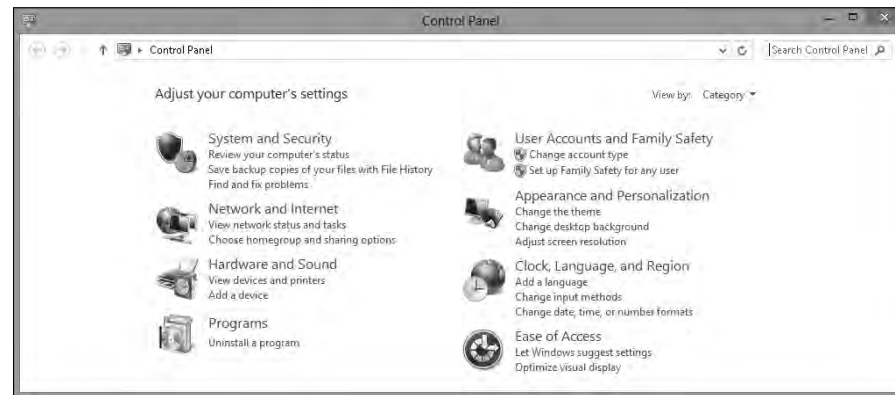 Control Panel
Control Panel
Search Control Panel
Adjust your computer's settings
View by: Category
System and Security
Review your computer's status
Save backup copies of your files with File History
Find and fix problems
Network and Internet
View network status and tasks
Choose homegroup and sharing options
Hardware and Sound
View devices and printers
Add a device
Programs
Uninstall a program
User Accounts and Family Safety
Change account type
Set up Family Safety for any user
Appearance and Personalization
Change the theme
Change desktop background
Adjust screen resolution
Clock, Language, and Region
Add a language
Change input methods
Change date, time, or number formats
Ease of Access
Let Windows suggest settings
Optimize visual display